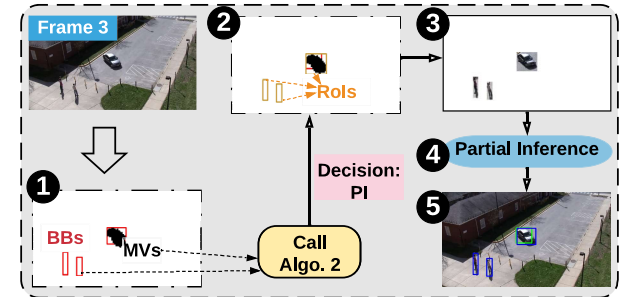 Frame 3
1
BBs
MVs
Call
Algo. 2
Decision:
PI
2
RoIs
3
4
Partial Inference
5